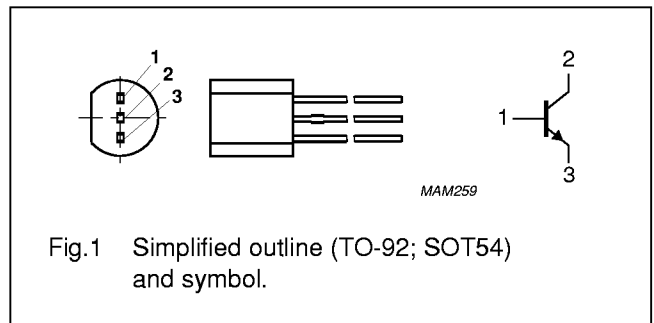 1
2
3
2
1
3
MAM259
Fig.1 Simplified outline (TO-92; SOT54)
and symbol.